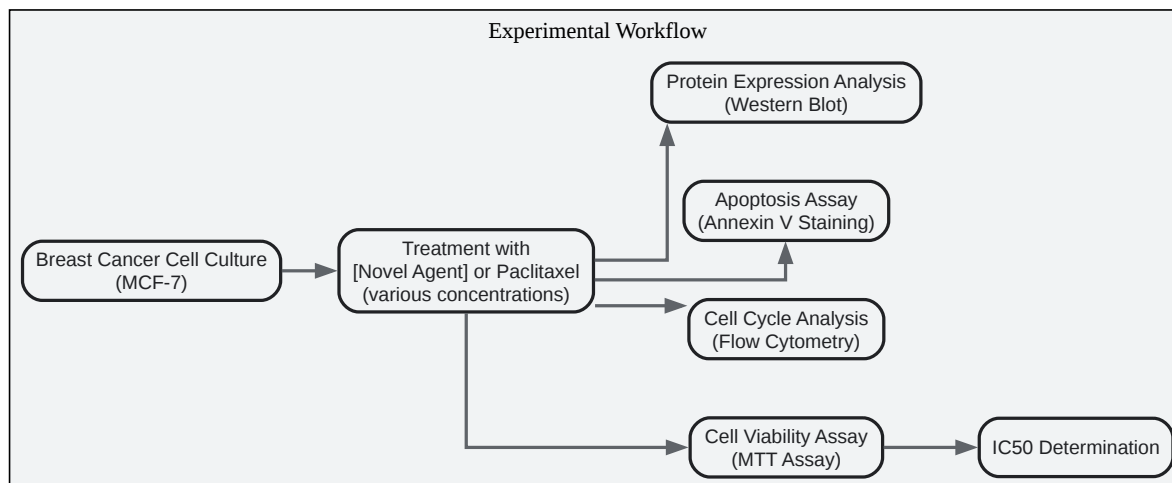 Experimental Workflow
Protein Expression Analysis
(Western Blot)
Apoptosis Assay
(Annexin V Staining)
Breast Cancer Cell Culture
(MCF-7)
Treatment with
[Novel Agent] or Paclitaxel
(various concentrations)
Cell Cycle Analysis
(Flow Cytometry)
Cell Viability Assay
(MTT Assay)
IC50 Determination